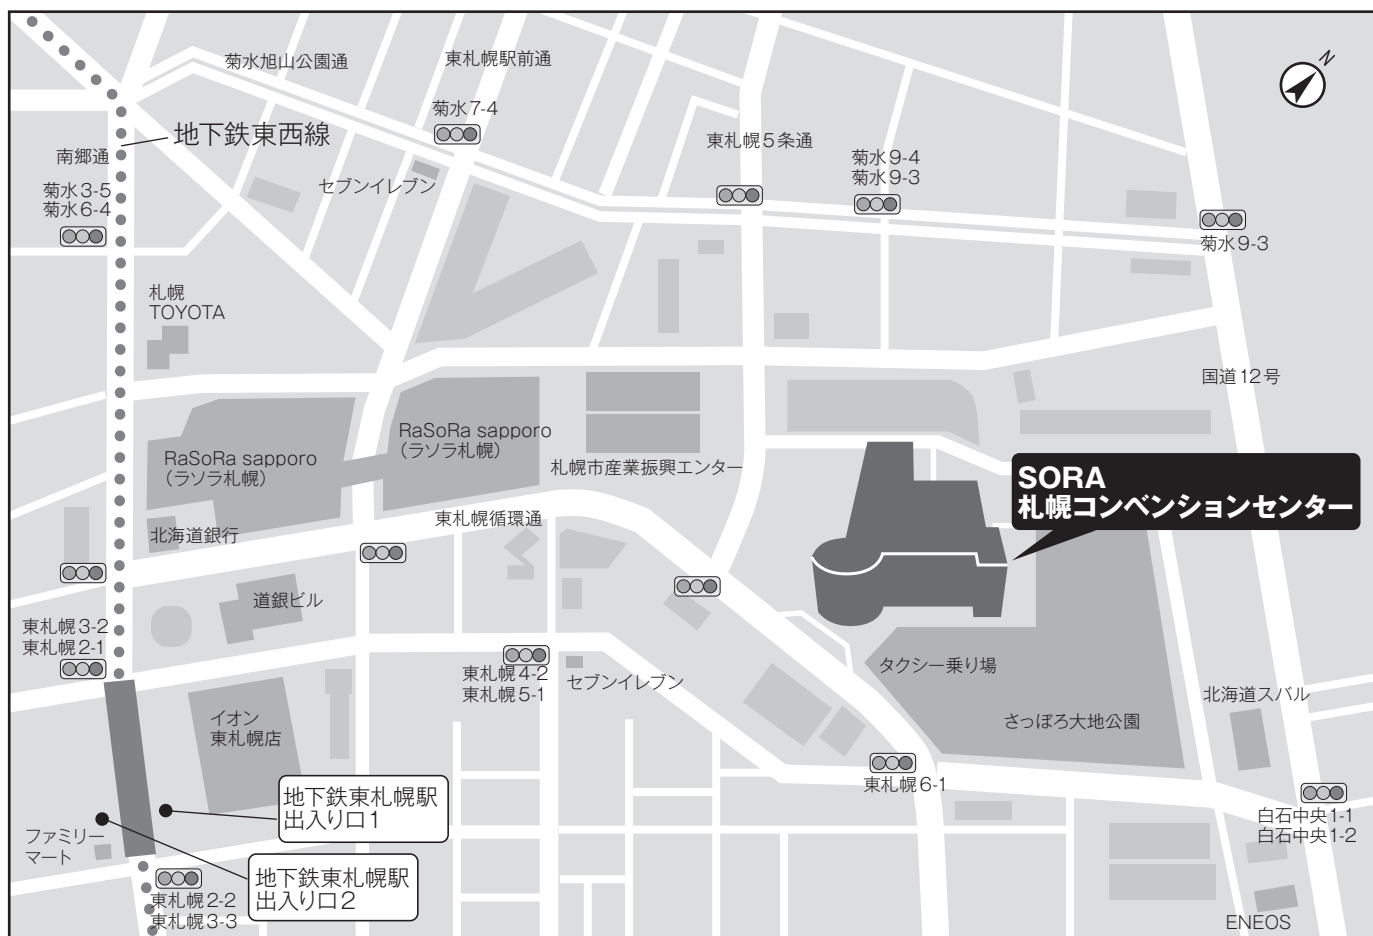 N
菊水旭山公園通
東札幌駅前通
菊水7-4
地下鉄東西線
南郷通
東札幌5条通
菊水3-5
菊水6-4
セブンイレブン
菊水9-4
菊水9-3
菊水9-3
札幌
TOYOTA
国道12号
RaSoRa sapporo
(ラソラ札幌)
RaSoRa sapporo
(ラソラ札幌)
札幌市産業振興エンター
SORA
札幌コンベンションセンター
東札幌循環通
北海道銀行
道銀ビル
東札幌3-2
東札幌2-1
東札幌4-2
東札幌5-1
セブンイレブン
タクシー乗り場
北海道スバル
さっぽろ大地公園
イオン
東札幌店
東札幌6-1
地下鉄東札幌駅
出入り口1
白石中央1-1
白石中央1-2
ファミリー
マート
地下鉄東札幌駅
出入り口2
東札幌2-2
東札幌3-3
ENEOS